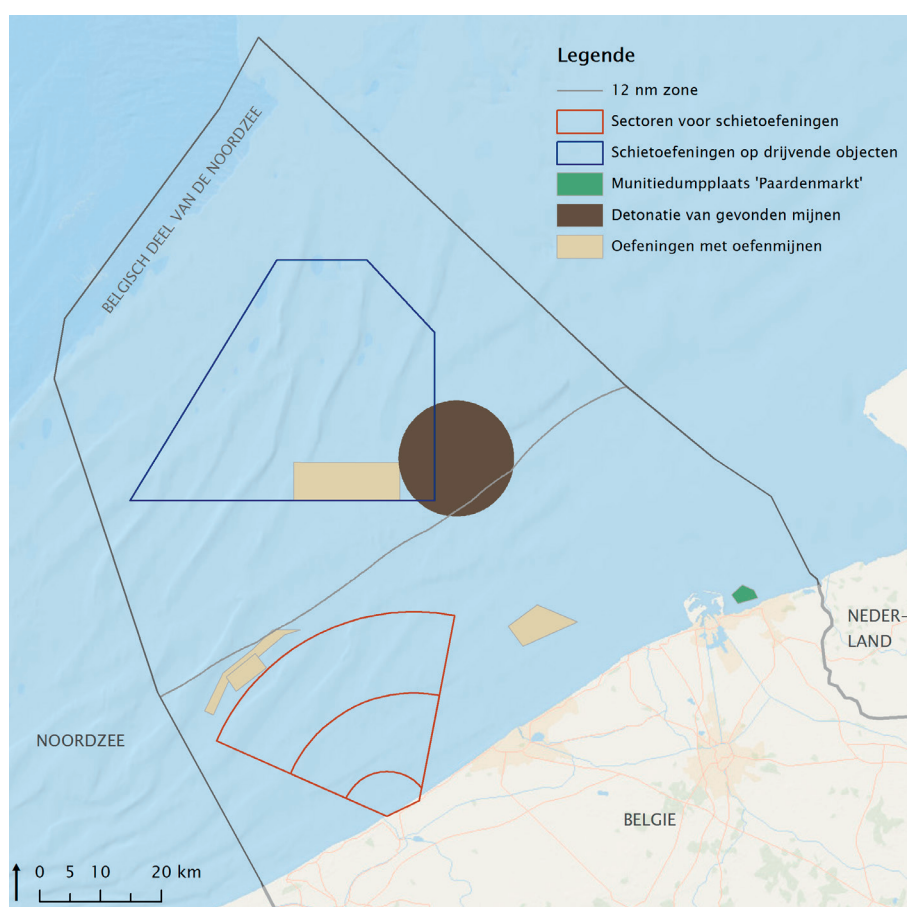 Legende
12 nm zone
Sectoren voor schietoefeningen
Schietoefeningen op drijvende objecten
Munitiedumpplaats 'Paardenmarkt'
Detonatie van gevonden mijnen
Oefeningen met oefenmijnen
BELGISCH DEEL VAN DE NOORDZEE
NEDER-
LAND
NOORDZEE
BELGIE
0 5 10 20 km